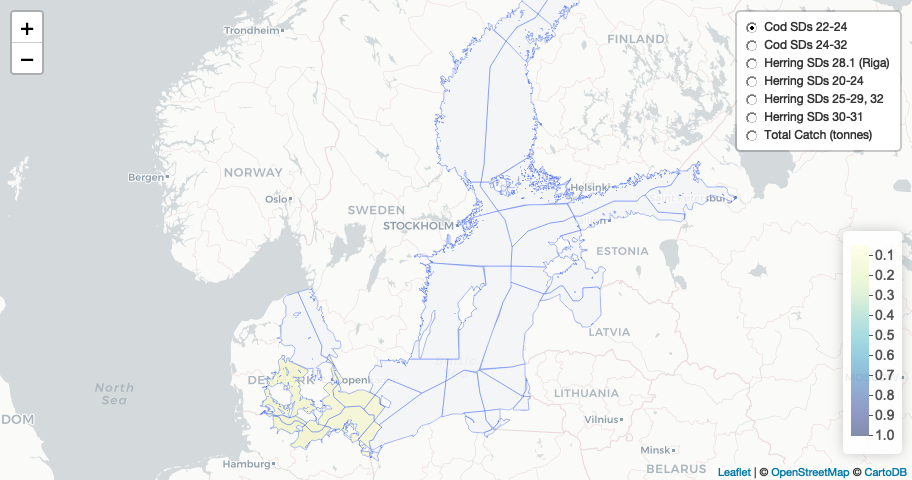 +
−
Trondheim
FINLAND
Cod SDs 22-24
Cod SDs 24-32
Herring SDs 28.1 (Riga)
Herring SDs 20-24
Herring SDs 25-29, 32
Herring SDs 30-31
Total Catch (tonnes)
Bergen
NORWAY
Oslo
Helsink
burg
SWEDEN
STOCKHOLM
ESTONIA
0.1
0.2
0.3
0.4
0.5
0.6
0.7
0.8
0.9
1.0
LATVIA
North
Sea
DOM
LITHUANIA
Vilnius
Hamburg
Minsk
BELARUS
Leaflet | © OpenStreetMap © CartoDB